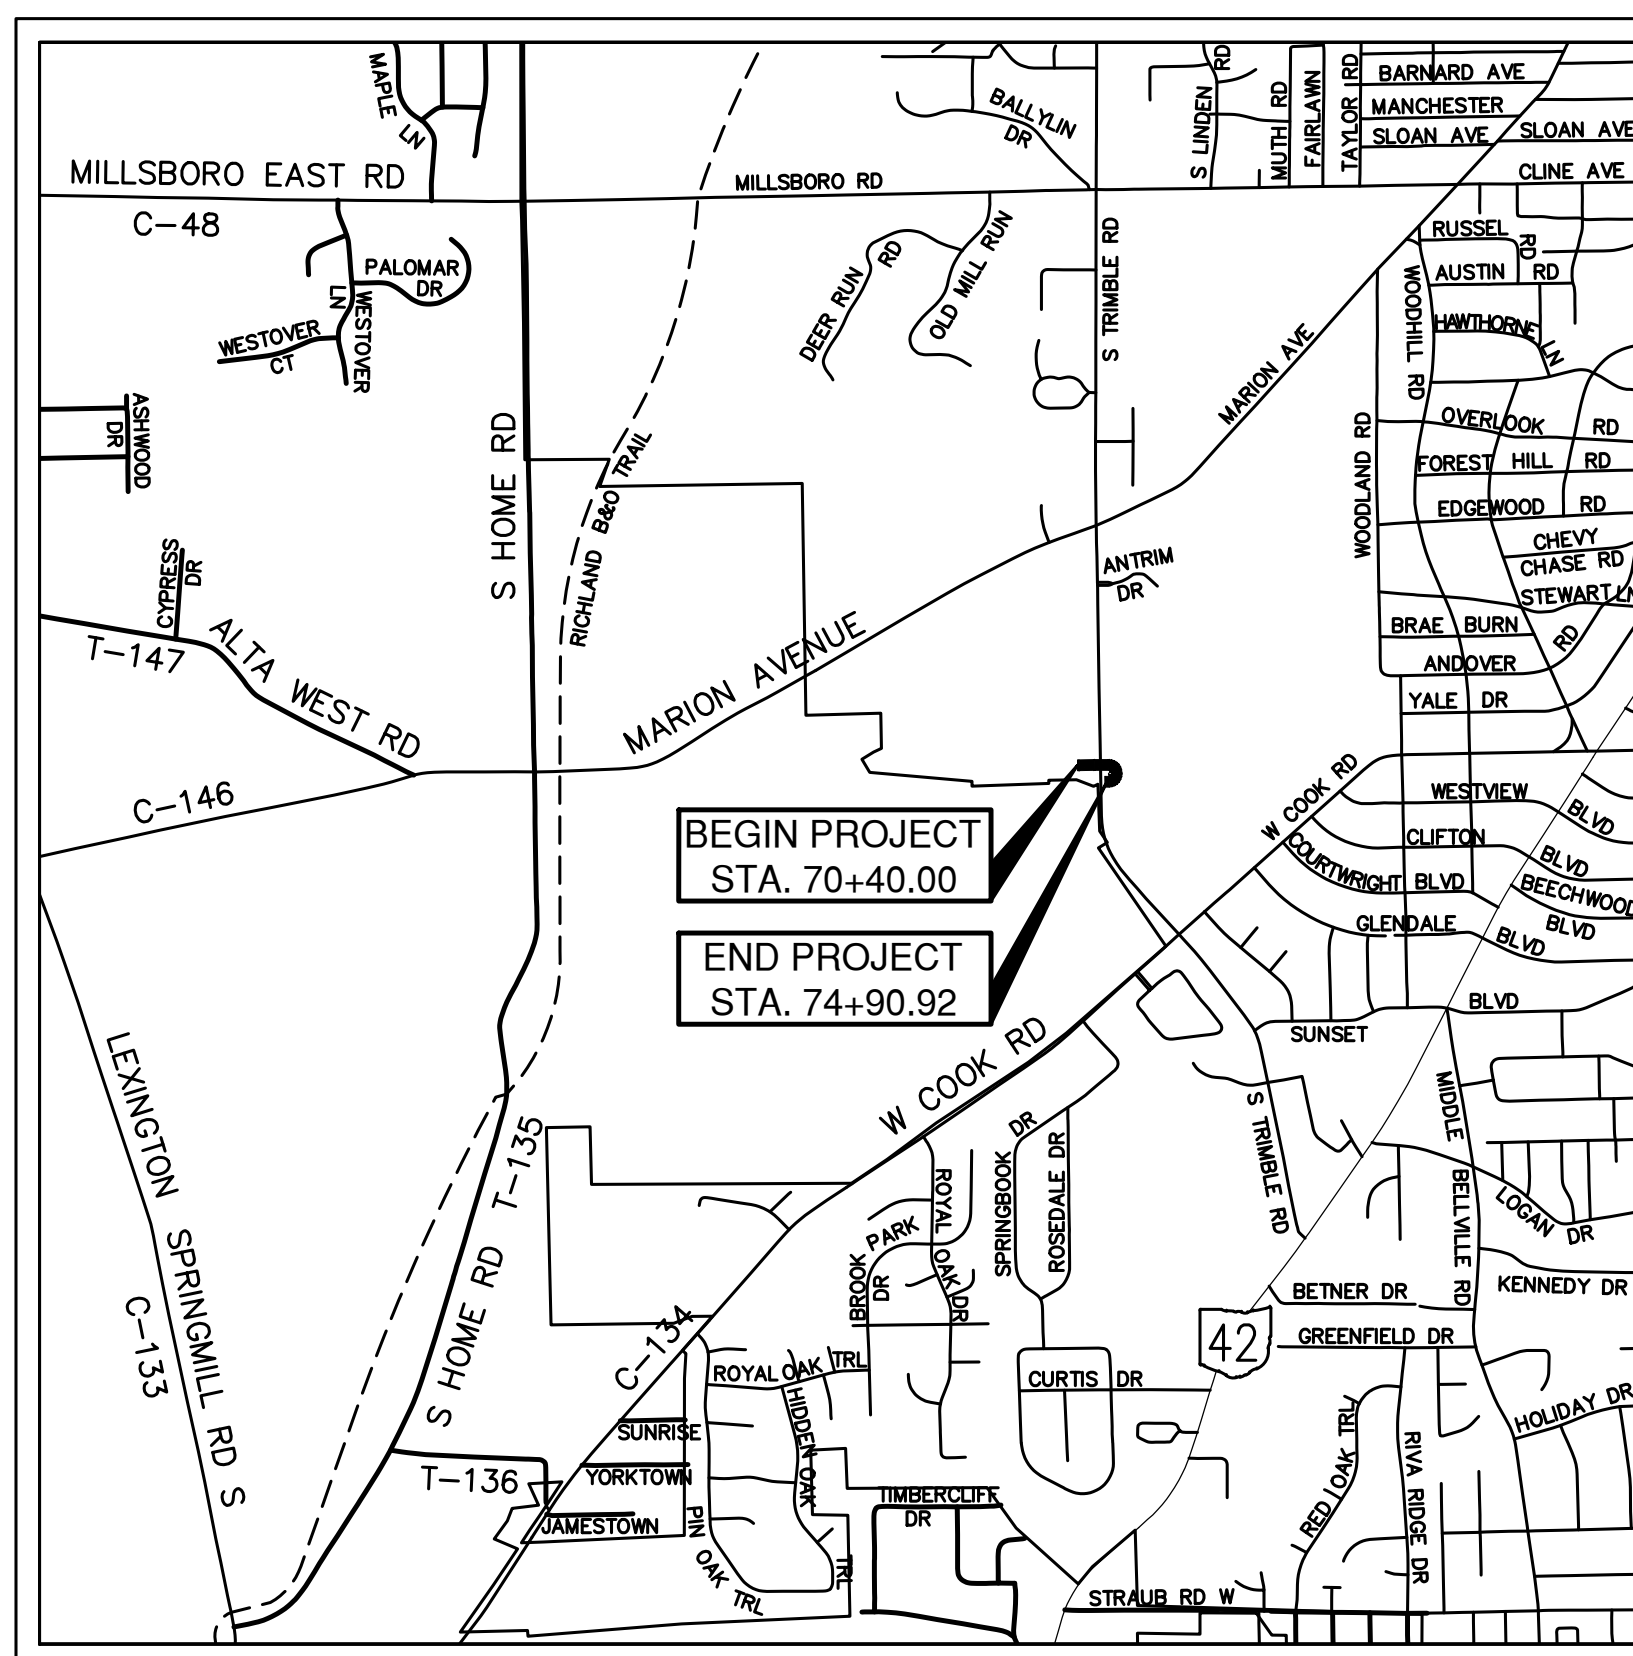 MAPLE
LN
BALLYLIN
DR
S LINDEN
RD
MUTH RD
FAIRLAWN
TAYLOR RD
BARNARD AVE
MANCHESTER
SLOAN AVE
SLOAN AVE
CLINE AVE
MILLSBORO EAST RD
MILLSBORO RD
C-48
PALOMAR
DR
WESTOVER
LN
WESTOVER
CT
DEER RUN
RD
OLD MILL RUN
S TRIMBLE RD
MARION AVE
RUSSEL
RD
AUSTIN RD
HAWTHORNE
LN
WOODHILL RD
WOODLAND RD
OVERLOOK RD
FOREST HILL RD
EDGEWOOD RD
CHEVY
CHASE RD
STEWART LN
BRAE BURN
RD
ANDOVER
YALE DR
ASHWOOD
DR
S HOME RD
RICHLAND B&O TRAIL
CYPRESS
DR
ANTRIM
DR
T-147
ALTA WEST RD
MARION AVENUE
C-146
BEGIN PROJECT
STA. 70+40.00
END PROJECT
STA. 74+90.92
W COOK RD
WESTVIEW
BLVD
CLIFTON
BLVD
COURTWRIGHT BLVD
BEECHWOOD
BLVD
GLENDALE
BLVD
SUNSET
BLVD
LEXINGTON SPRINGMILL RD S
C-133
T-135
S HOME RD
W COOK RD
SPRINGBOOK
DR
ROSEDALE DR
S TRIMBLE RD
MIDDLE
BELLVILLE RD
LOGAN
DR
KENNEDY DR
BETNER DR
42
GREENFIELD DR
ROYAL
OAK
DR
PARK
BROOK
DR
C-134
ROYAL OAK TRL
CURTIS DR
HOLIDAY DR
SUNRISE
YORKTOWN
JAMESTOWN
T-136
HIDDEN OAK
TRL
PIN
OAK
TRL
TIMBERCLIFF
DR
RED OAK TRL
RIVA RIDGE DR
STRAUB RD W